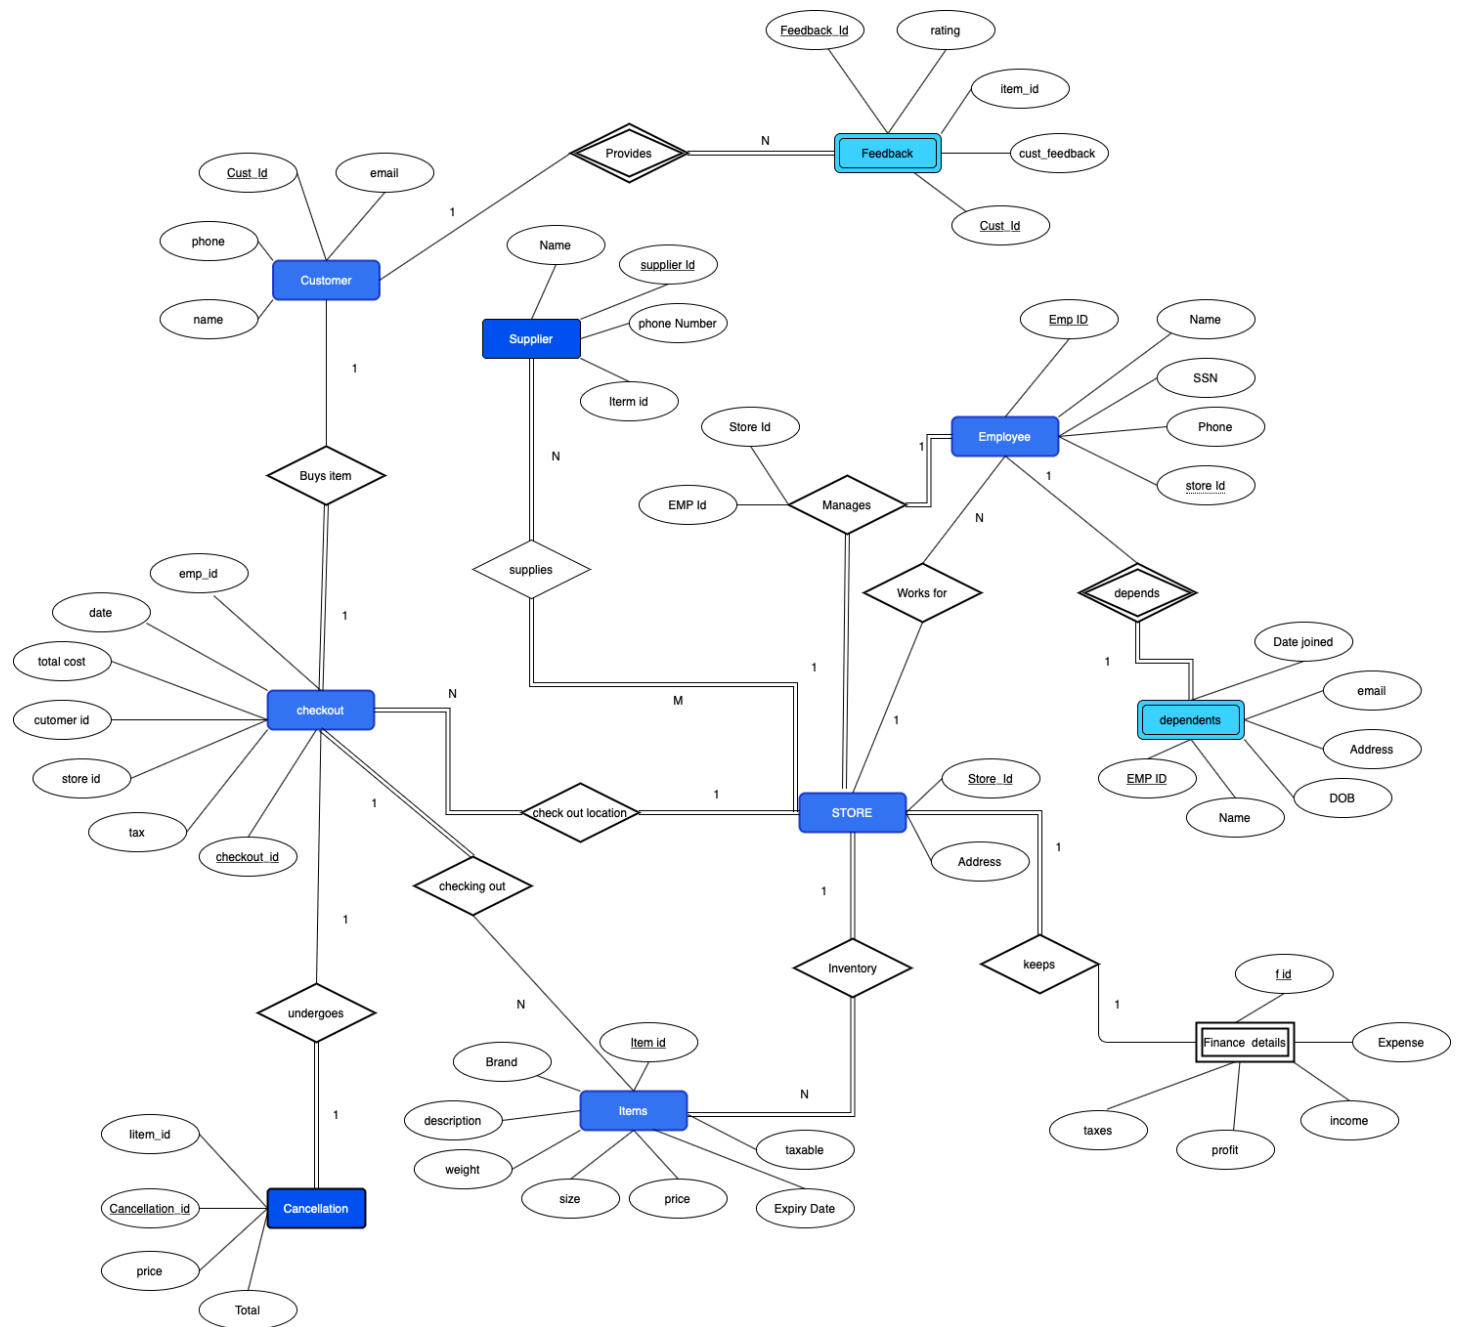 Feedback_Id
rating
item_id
Provides
N
Feedback
cust_feedback
Cust_Id
email
1
Cust_Id
phone
Name
supplier Id
Customer
name
phone Number
Supplier
Iterm id
Emp ID
Name
SSN
1
Store Id
Phone
1
Employee
N
Buys item
EMP Id
Manages
1
store Id
N
supplies
Works for
depends
emp_id
date
1
total cost
1
1
Date joined
N
M
email
cutomer id
checkout
1
dependents
Address
store id
EMP ID
Store_Id
DOB
1
1
check out location
STORE
Name
tax
checkout_id
Address
1
checking out
1
1
Inventory
keeps
f id
N
1
undergoes
Item id
Finance  details
Expense
Brand
N
1
description
Items
taxes
income
Iitem_id
weight
taxable
profit
size
price
Expiry Date
Cancellation_id
Cancellation
price
Total